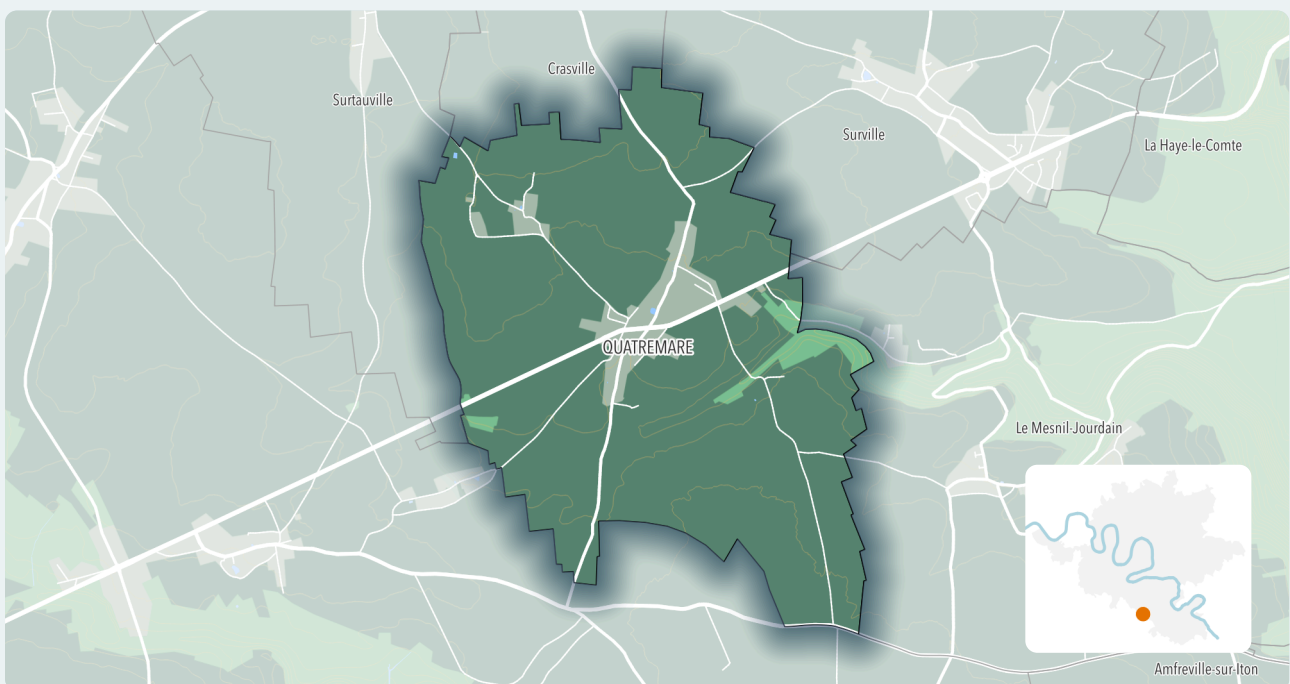 Crasville
Surtauville
Surville
La Haye-le-Comte
QUATREMARE
Le Mesnil-Jourdain
Amfreville-sur-Iton